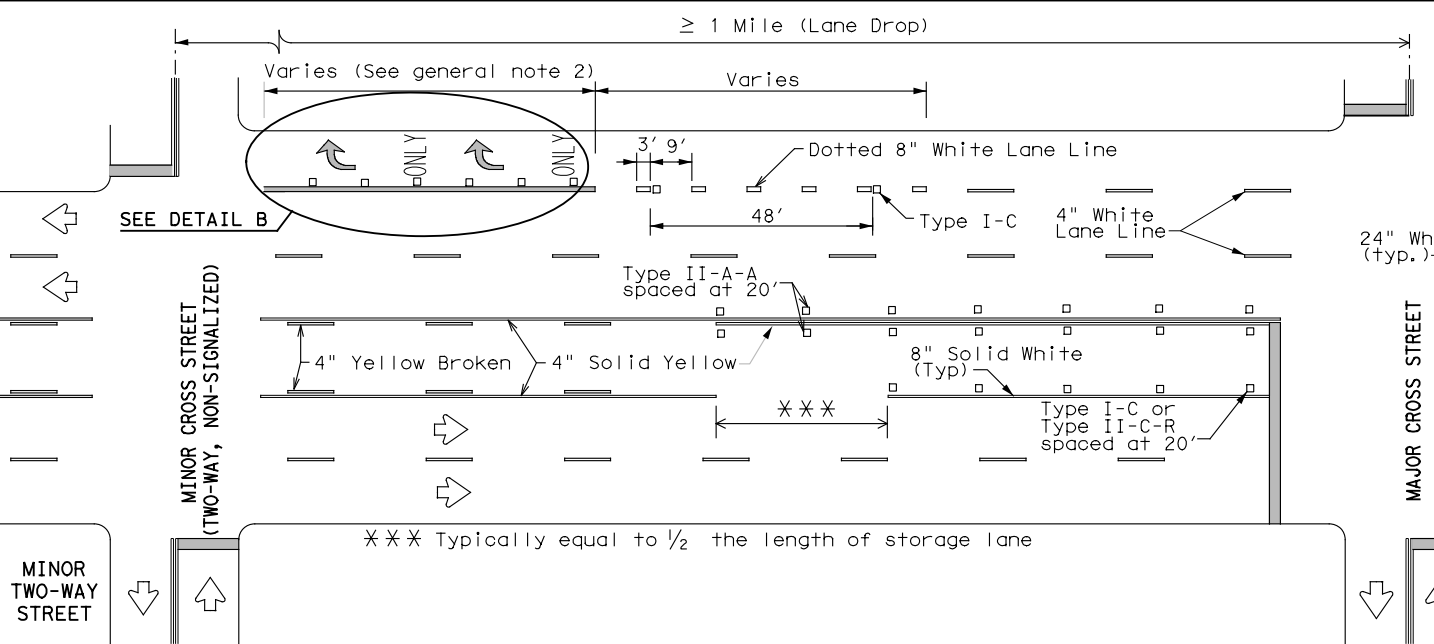 ≥ 1 Mile (Lane Drop)
Varies (See general note 2)
Varies
ONLY
ONLY
3'
9'
Dotted 8" White Lane Line
SEE DETAIL B
48'
Type I-C
4" White
Lane Line
24" Wh
(typ.)
Type II-A-A
spaced at 20'
MINOR CROSS STREET
(TWO-WAY, NON-SIGNALIZED)
4" Yellow Broken
4" Solid Yellow
8" Solid White
(Typ)
***
Type I-C or
Type II-C-R
spaced at 20'
MAJOR CROSS STREET
*** Typically equal to 1/2 the length of storage lane
MINOR
TWO-WAY
STREET